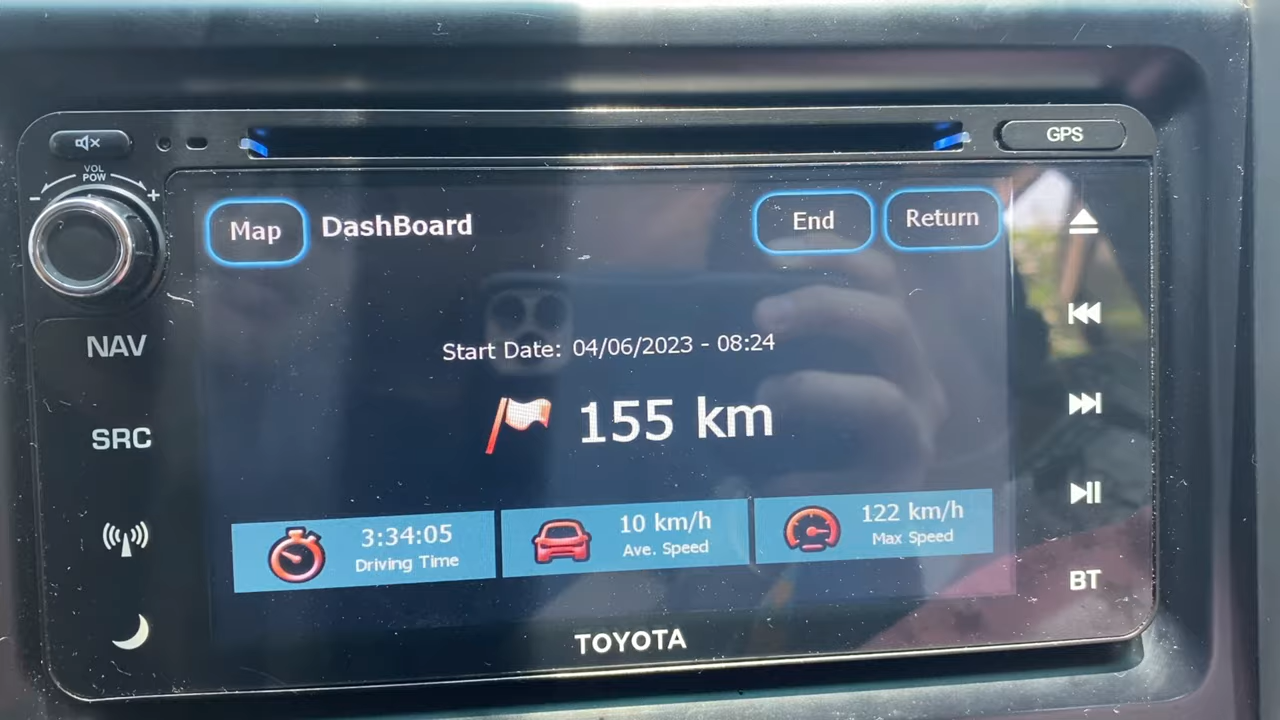 GPS
VOL
POW
- +
Map
DashBoard
End
Return
NAV
Start Date: 04/06/2023 - 08:24
SRC
155 km
3:34:05
Driving Time
10 km/h
Ave. Speed
122 km/h
Max Speed
BT
TOYOTA